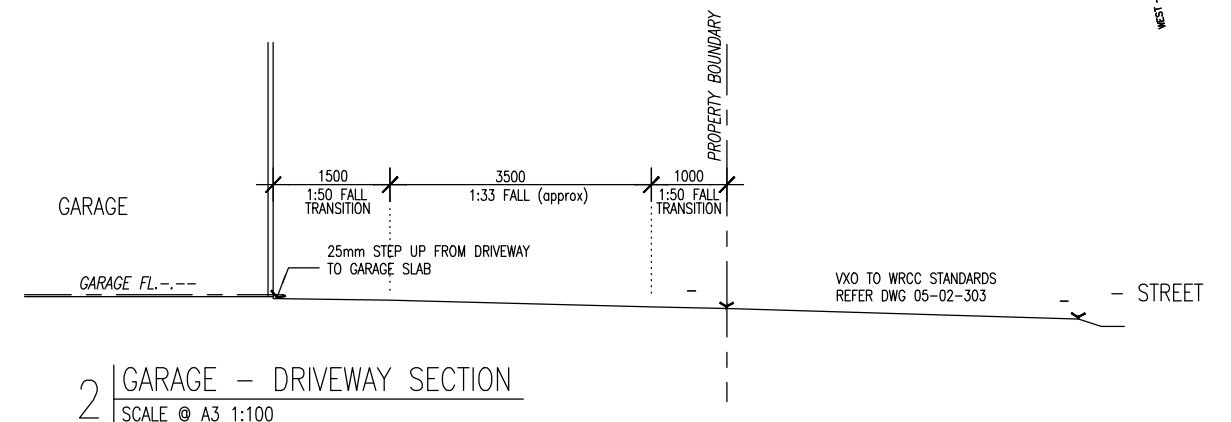 WEST-
PROPERTY BOUNDARY
1500
3500
1000
1:50 FALL
TRANSITION
1:33 FALL (approx)
1:50 FALL
TRANSITION
GARAGE
25mm STEP UP FROM DRIVEWAY
TO GARAGE SLAB
GARAGE FL.-.--
VXO TO WRCC STANDARDS
REFER DWG 05-02-303
- STREET
2 GARAGE - DRIVEWAY SECTION
SCALE @ A3 1:100